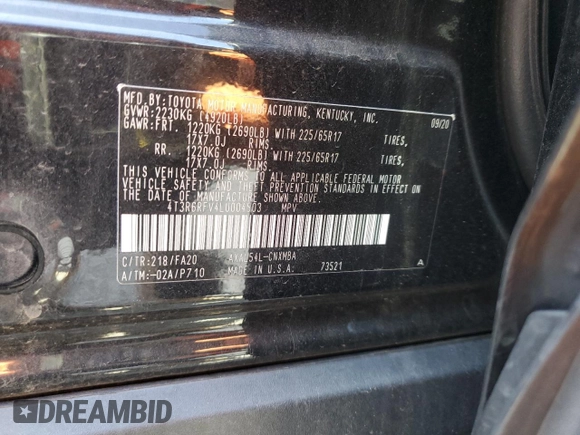 MFD. BY: TOYOTA MOTOR MANUFACTURING, KENTUCKY, INC. 09/20
GVWR: 2230KG (4920LB)
GAWR: FRT. 1220KG (2690LB) WITH 225/65R17 TIRES,
17X7.0J RIMS,
RR. 1220KG (2690LB) WITH 225/65R17 TIRES,
17X7.0J RIMS.
THIS VEHICLE CONFORMS TO ALL APPLICABLE FEDERAL MOTOR
VEHICLE SAFETY AND THEFT PREVENTION STANDARDS IN EFFECT ON
THE DATE OF MANUFACTURE SHOWN ABOVE.
MPV
C/TR: 218/FA20 AXAL54L-CNXMBA
A/TM: -02A/P710 MADE IN U.S.A. 73521 A
DREAMBID